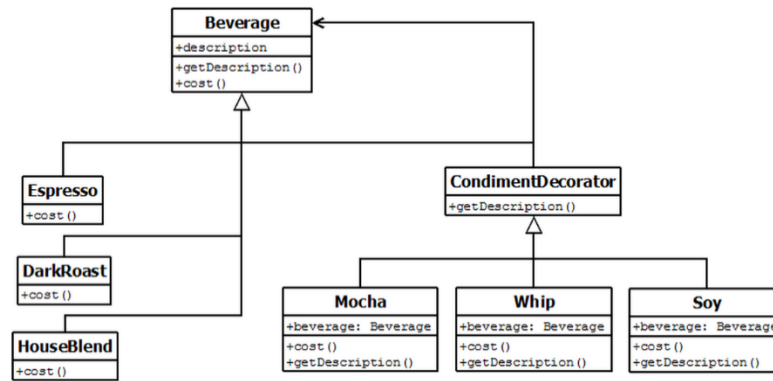 Beverage
+description
+getDescription()
+cost()
Espresso
+cost()
CondimentDecorator
+getDescription()
DarkRoast
+cost()
HouseBlend
+cost()
Mocha
+beverage: Beverage
+cost()
+getDescription()
Whip
+beverage: Beverage
+cost()
+getDescription()
Soy
+beverage: Beverage
+cost()
+getDescription()